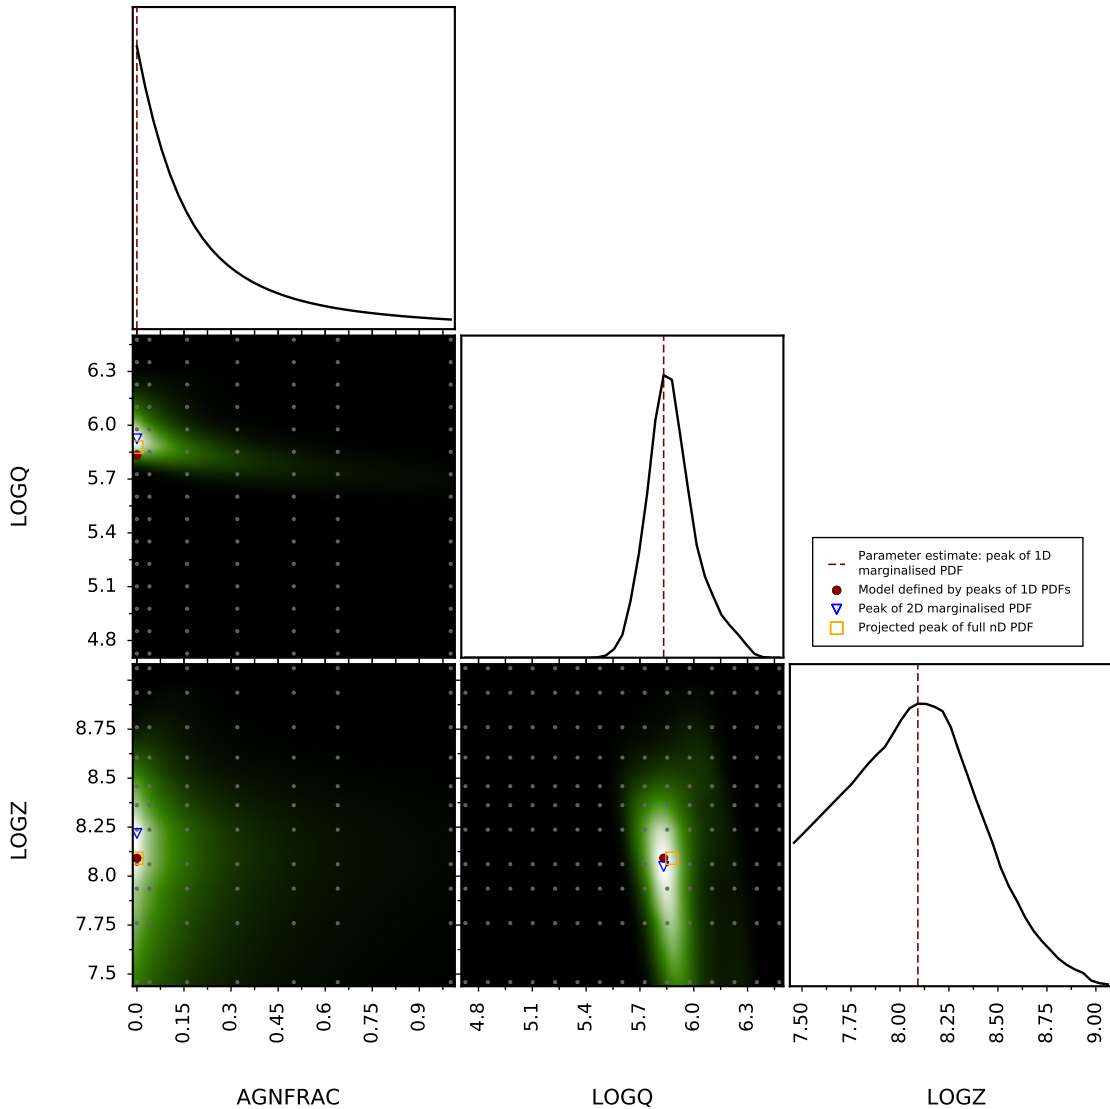 6.3
6.0
5.7
5.4
5.1
4.8
LOGQ
Parameter estimate: peak of 1D
marginalised PDF
Model defined by peaks of 1D PDFs
Peak of 2D marginalised PDF
Projected peak of full nD PDF
8.75
8.5
8.25
8.0
7.75
7.5
LOGZ
0.0 0.15 0.3 0.45 0.6 0.75 0.9
4.8 5.1 5.4 5.7 6.0 6.3
7.50 7.75 8.00 8.25 8.50 8.75 9.00
AGNFRAC LOGQ LOGZ